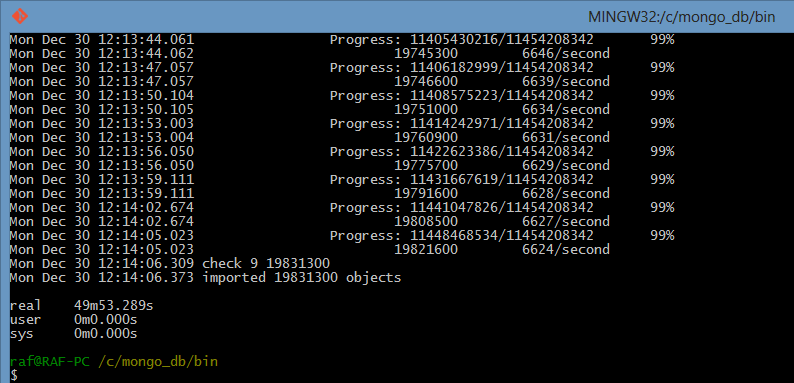 MINGW32:/c/mongo_db/bin
Mon Dec 30 12:13:44.061 Progress: 11405430216/11454208342 99%
Mon Dec 30 12:13:44.062 19745300 6646/second
Mon Dec 30 12:13:47.057 Progress: 11406182999/11454208342 99%
Mon Dec 30 12:13:47.057 19746600 6639/second
Mon Dec 30 12:13:50.104 Progress: 11408575223/11454208342 99%
Mon Dec 30 12:13:50.105 19751000 6634/second
Mon Dec 30 12:13:53.003 Progress: 11414242971/11454208342 99%
Mon Dec 30 12:13:53.004 19760900 6631/second
Mon Dec 30 12:13:56.050 Progress: 11422623386/11454208342 99%
Mon Dec 30 12:13:56.050 19775700 6629/second
Mon Dec 30 12:13:59.111 Progress: 11431667619/11454208342 99%
Mon Dec 30 12:13:59.111 19791600 6628/second
Mon Dec 30 12:14:02.674 Progress: 11441047826/11454208342 99%
Mon Dec 30 12:14:02.674 19808500 6627/second
Mon Dec 30 12:14:05.023 Progress: 11448468534/11454208342 99%
Mon Dec 30 12:14:05.023 19821600 6624/second
Mon Dec 30 12:14:06.309 check 9 19831300
Mon Dec 30 12:14:06.373 imported 19831300 objects
real 49m53.289s
user 0m0.000s
sys 0m0.000s
raf@RAF-PC /c/mongo_db/bin
$